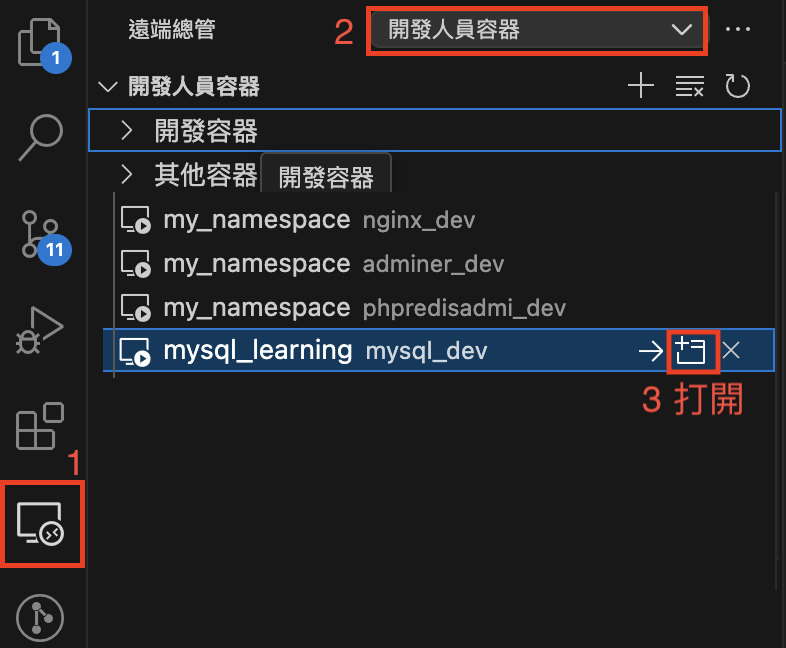 遠端總管
2
開發人員容器
1
開發人員容器
開發容器
其他容器
開發容器
my_namespace nginx_dev
11
my_namespace adminer_dev
my_namespace phpredisadmi_dev
mysql_learning mysql_dev
3 打開
1